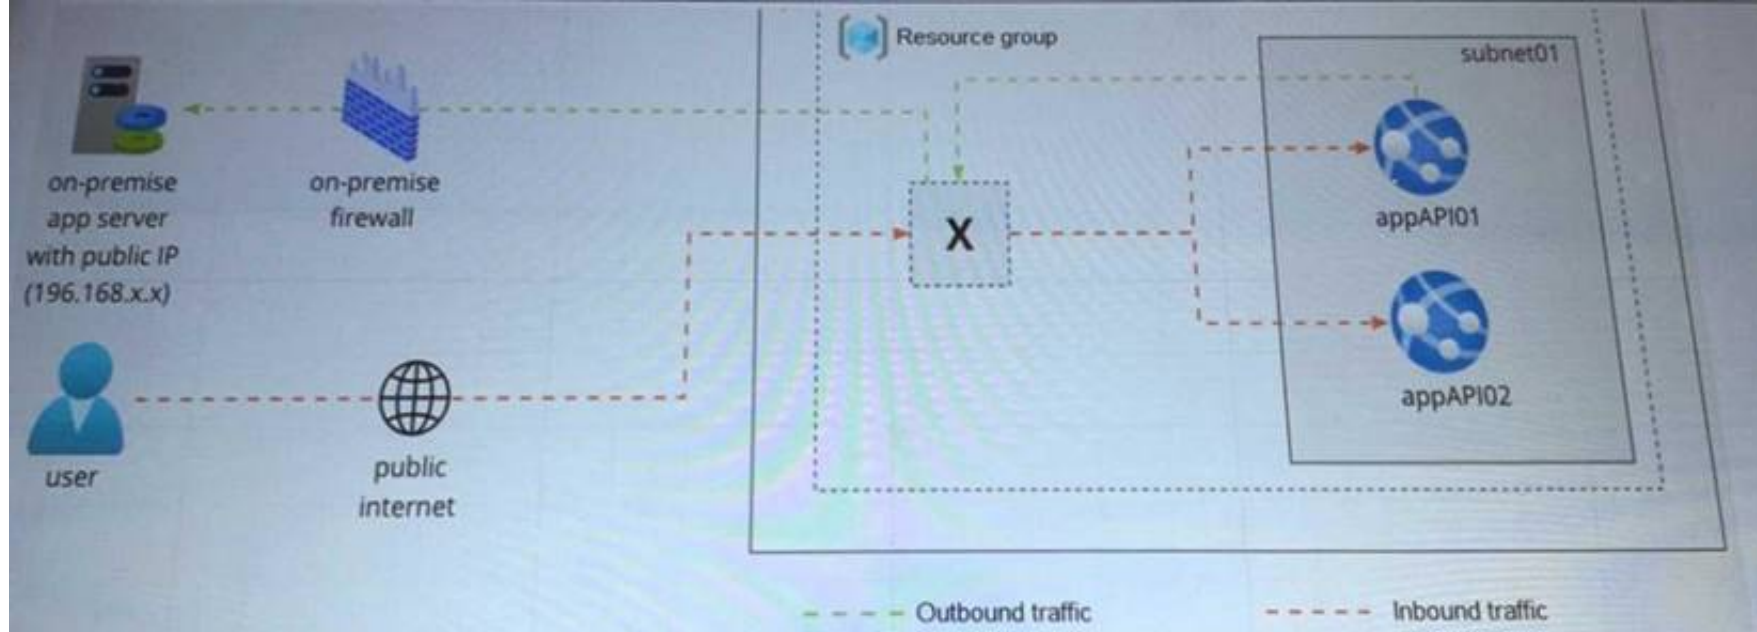 Resource group
subnet01
on-premise
app server
with public IP
(196.168.x.x)
on-premise
firewall
X
appAPI01
appAPI02
user
public
internet
Outbound traffic
Inbound traffic